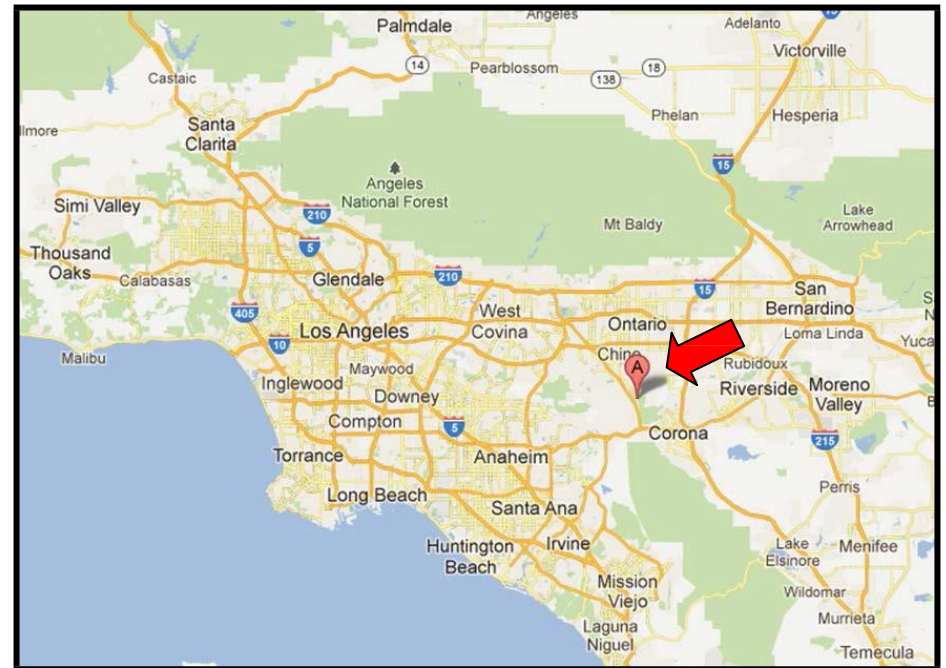 Angeles
Palmdale
Adelanto
15
Victorville
14
Pearblossom
18
138
Castaic
Phelan
Hesperia
lmore
Santa
Clarita
15
Angeles
National Forest
Simi Valley
210
Mt Baldy
Lake
Arrowhead
5
Thousand
Oaks
Calabasas
Glendale
210
15
San
Bernardino
405
West
Covina
Ontario
Los Angeles
Loma Linda
Yuca
10
Malibu
Maywood
Chino
A
Rubidoux
Inglewood
Downey
Riverside
Moreno
Valley
Compton
5
Corona
215
Torrance
Anaheim
Perris
Long Beach
Santa Ana
Huntington
Beach
Irvine
Lake
Elsinore
Menifee
Mission
Viejo
Wildomar
Laguna
Niguel
Murrieta
Temecula